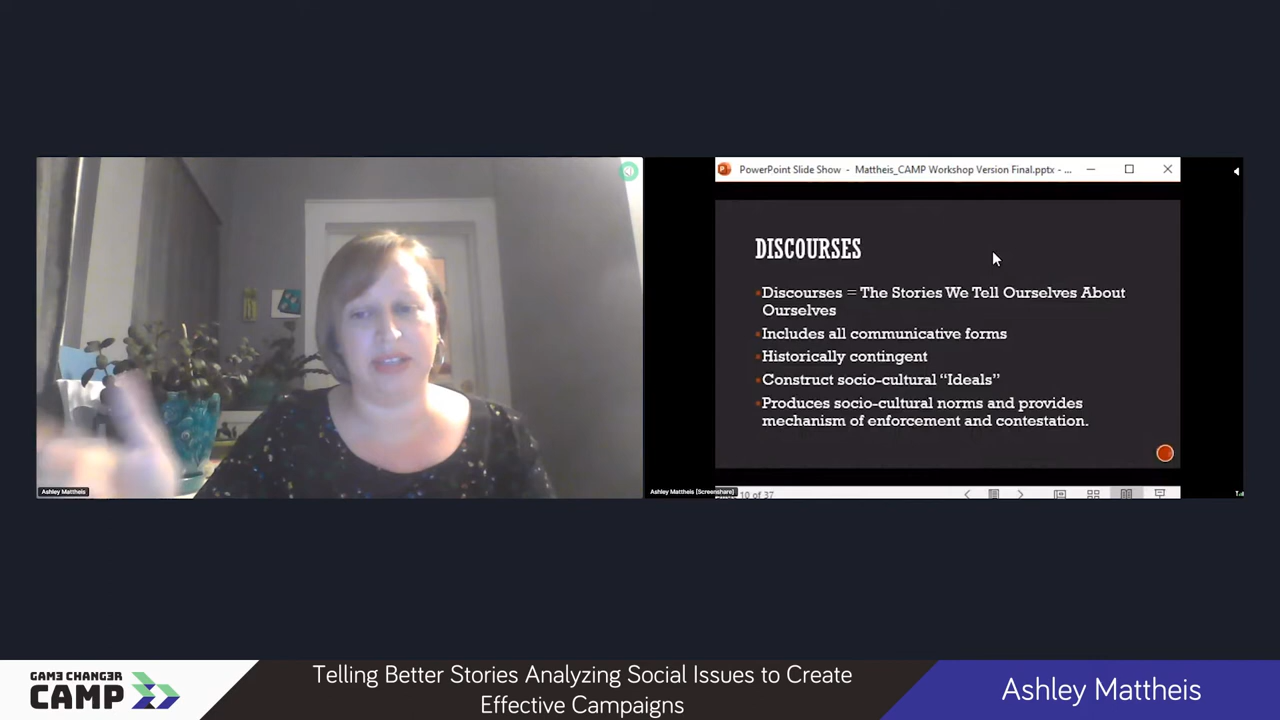 PowerPoint Slide Show - Mattheis_CAMP Workshop Version Final.pptx - ...
DISCOURSES
Discourses = The Stories We Tell Ourselves About
Ourselves
Includes all communicative forms
Historically contingent
Construct socio-cultural “Ideals”
Produces socio-cultural norms and provides
mechanism of enforcement and contestation.
Ashley Mattheis
Ashley Mattheis [Screenshare]
10 of 37
GAM3 CHANG3R
CAMP
Telling Better Stories Analyzing Social Issues to Create
Effective Campaigns
Ashley Mattheis